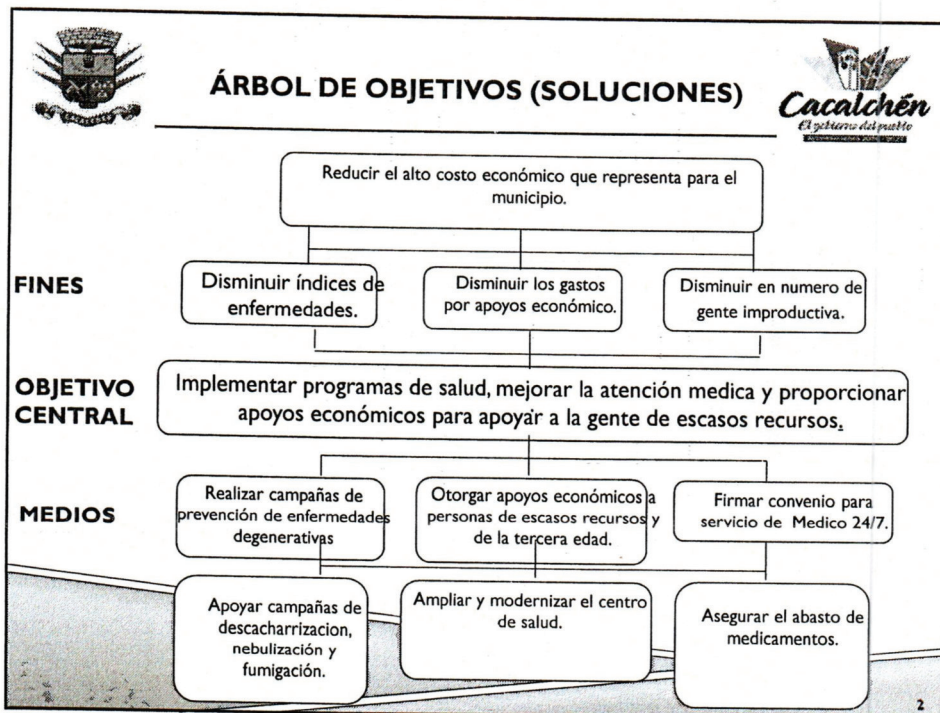 ÁRBOL DE OBJETIVOS (SOLUCIONES)
Cacalchén
El gobierno del pueblo
Reducir el alto costo económico que representa para el
municipio.
FINES
Disminuir índices de
enfermedades.
Disminuir los gastos
por apoyos económico.
Disminuir en numero de
gente improductiva.
OBJETIVO
CENTRAL
Implementar programas de salud, mejorar la atención medica y proporcionar
apoyos económicos para apoyar a la gente de escasos recursos.
MEDIOS
Realizar campañas de
prevención de enfermedades
degenerativas
Otorgar apoyos económicos a
personas de escasos recursos y
de la tercera edad.
Firmar convenio para
servicio de Medico 24/7.
Apoyar campañas de
descacharrizacion,
nebulización y
fumigación.
Ampliar y modernizar el centro
de salud.
Asegurar el abasto de
medicamentos.
2